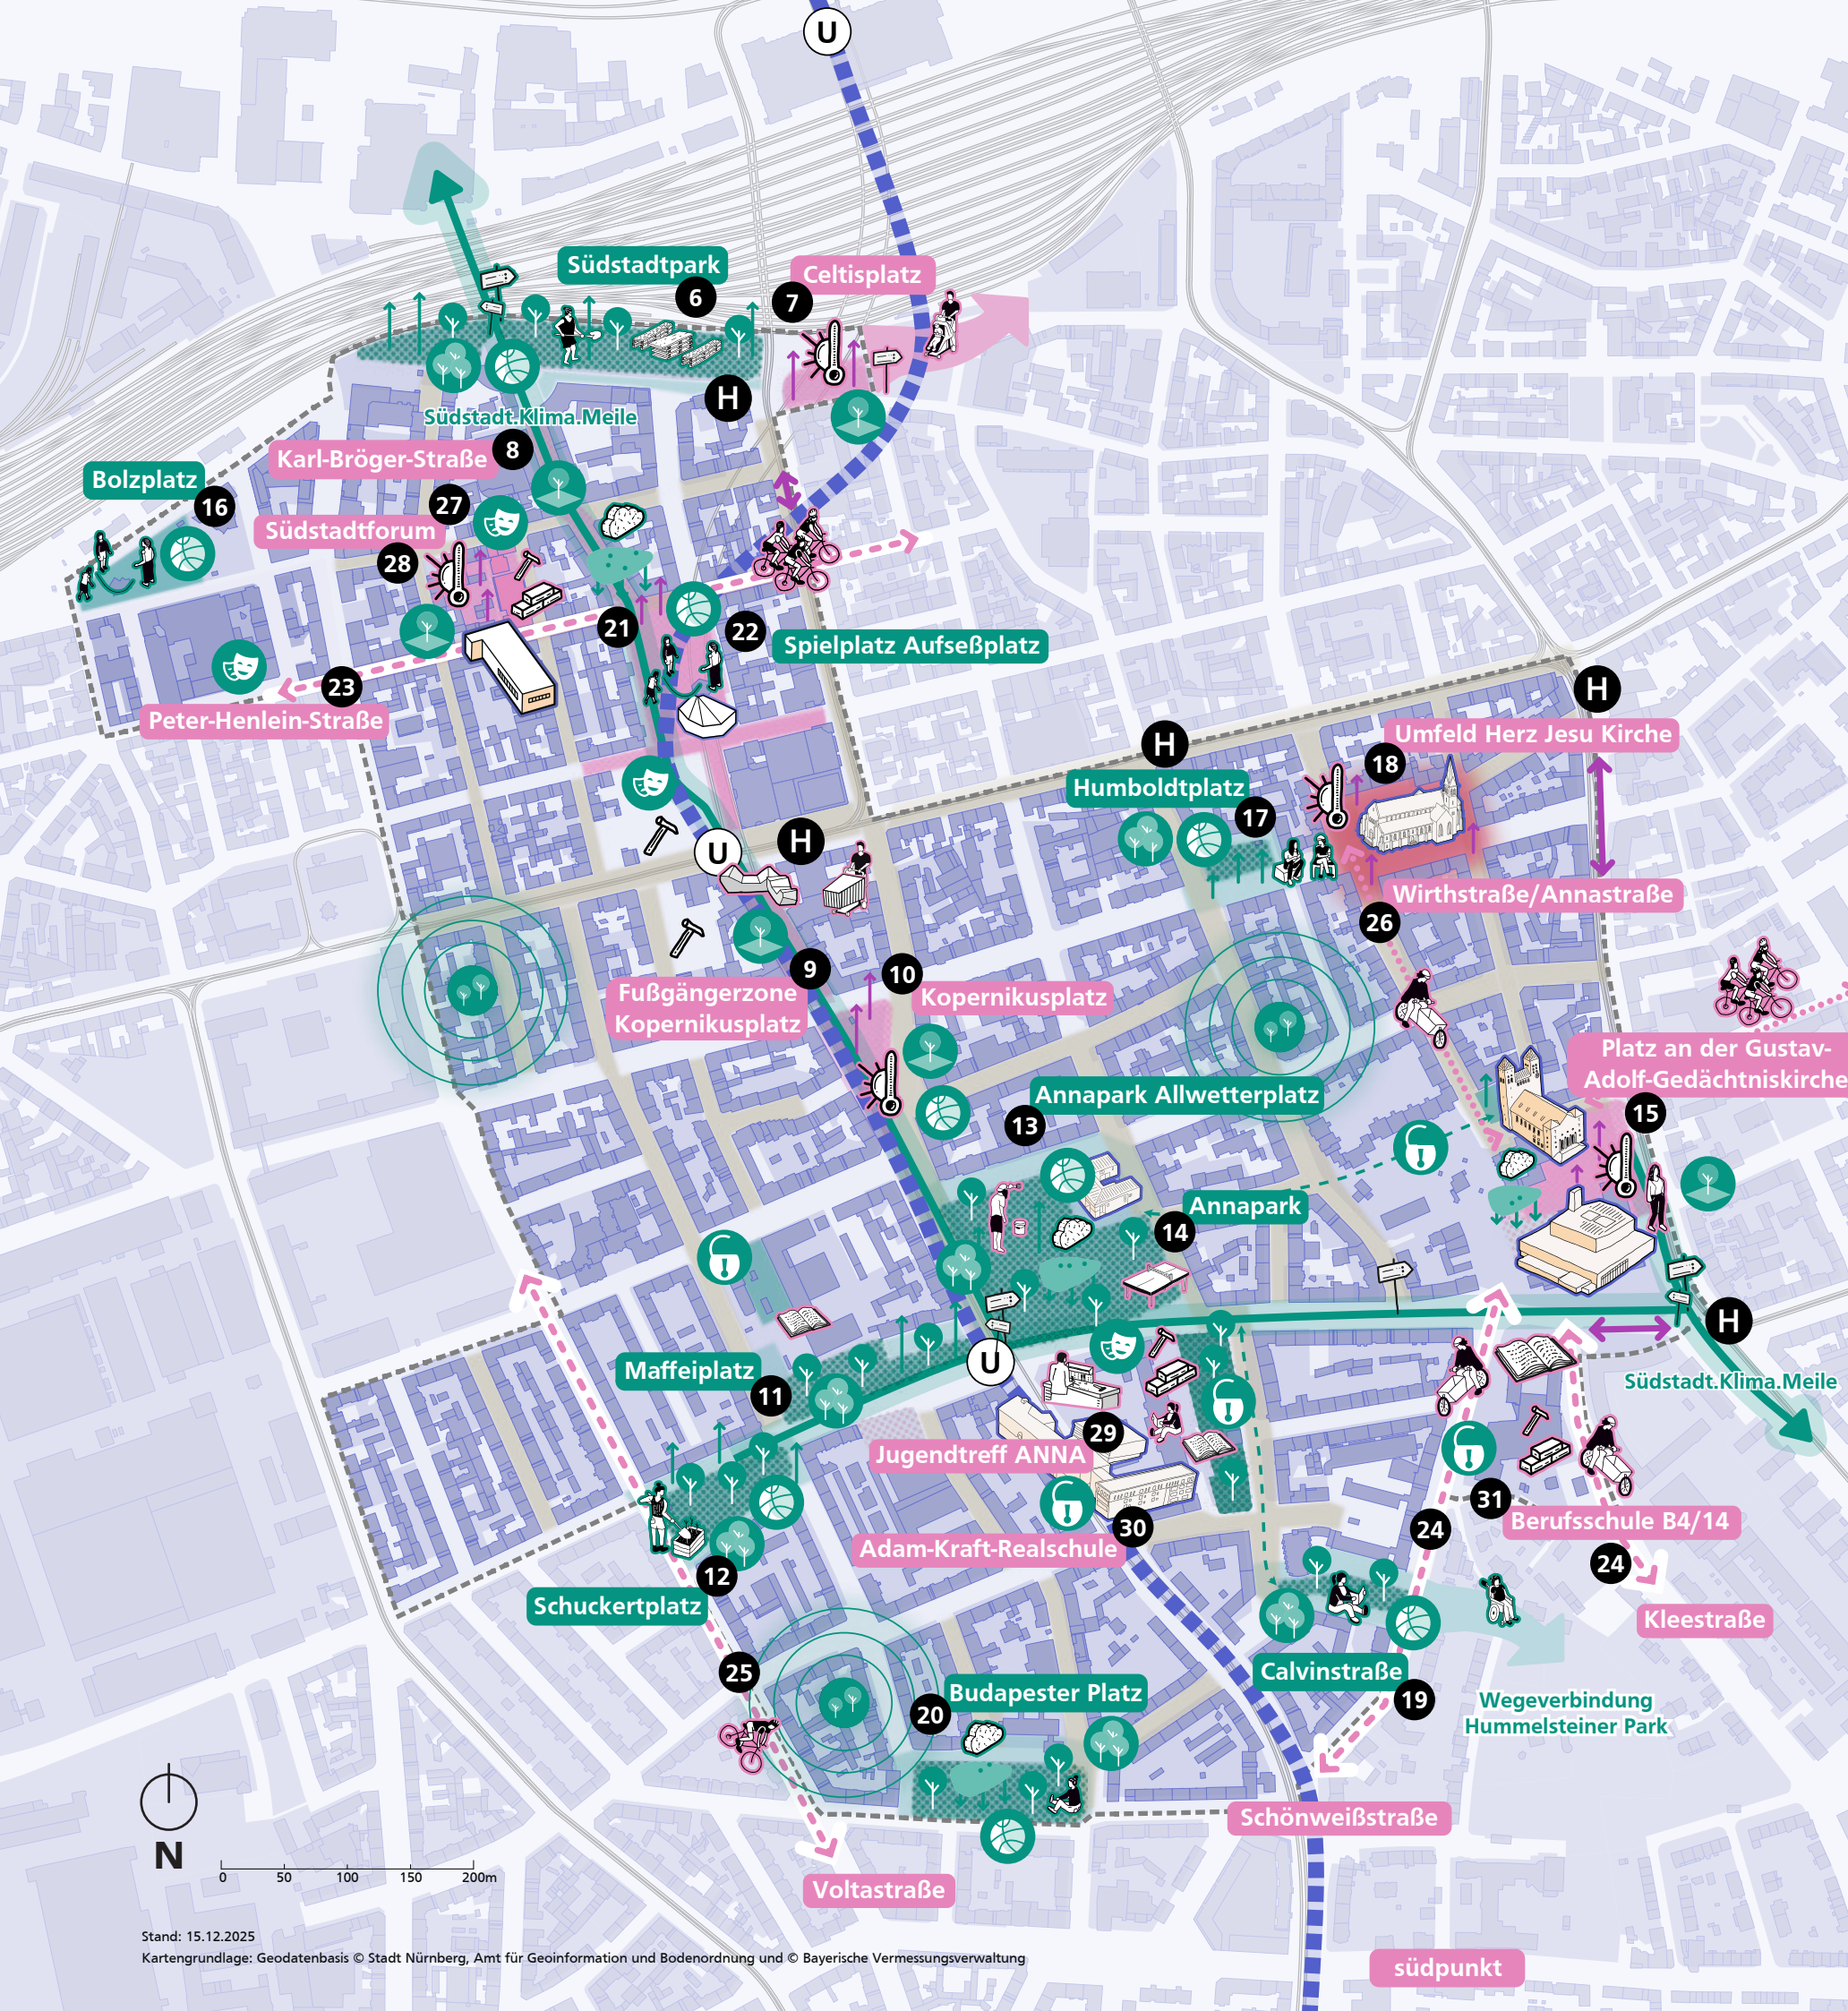 U
Südstadtpark
6
7
Celtisplatz
H
Südstadt.Klima.Meile
8
Karl-Bröger-Straße
Bolzplatz
16
27
Südstadtforum
28
21
22
Spielplatz Aufseßplatz
23
Peter-Henlein-Straße
H
H
Umfeld Herz Jesu Kirche
18
Humboldtplatz
17
U
H
Wirthstraße/Annastraße
26
9
10
Fußgängerzone
Kopernikusplatz
Kopernikusplatz
Platz an der Gustav-
Adolf-Gedächtniskirche
15
Annapark Allwetterplatz
13
Annapark
14
H
U
Maffeiplatz
11
Südstadt.Klima.Meile
29
Jugendtreff ANNA
31
Berufsschule B4/14
24
30
Adam-Kraft-Realschule
24
12
Schuckertplatz
Kleestraße
25
Calvinstraße
19
20
Budapester Platz
Wegeverbindung
Hummelsteiner Park
Schönweißstraße
N
0 50 100 150 200m
Voltastraße
Stand: 15.12.2025
Kartengrundlage: Geodatenbasis © Stadt Nürnberg, Amt für Geoinformation und Bodenordnung und © Bayerische Vermessungsverwaltung
südpunkt